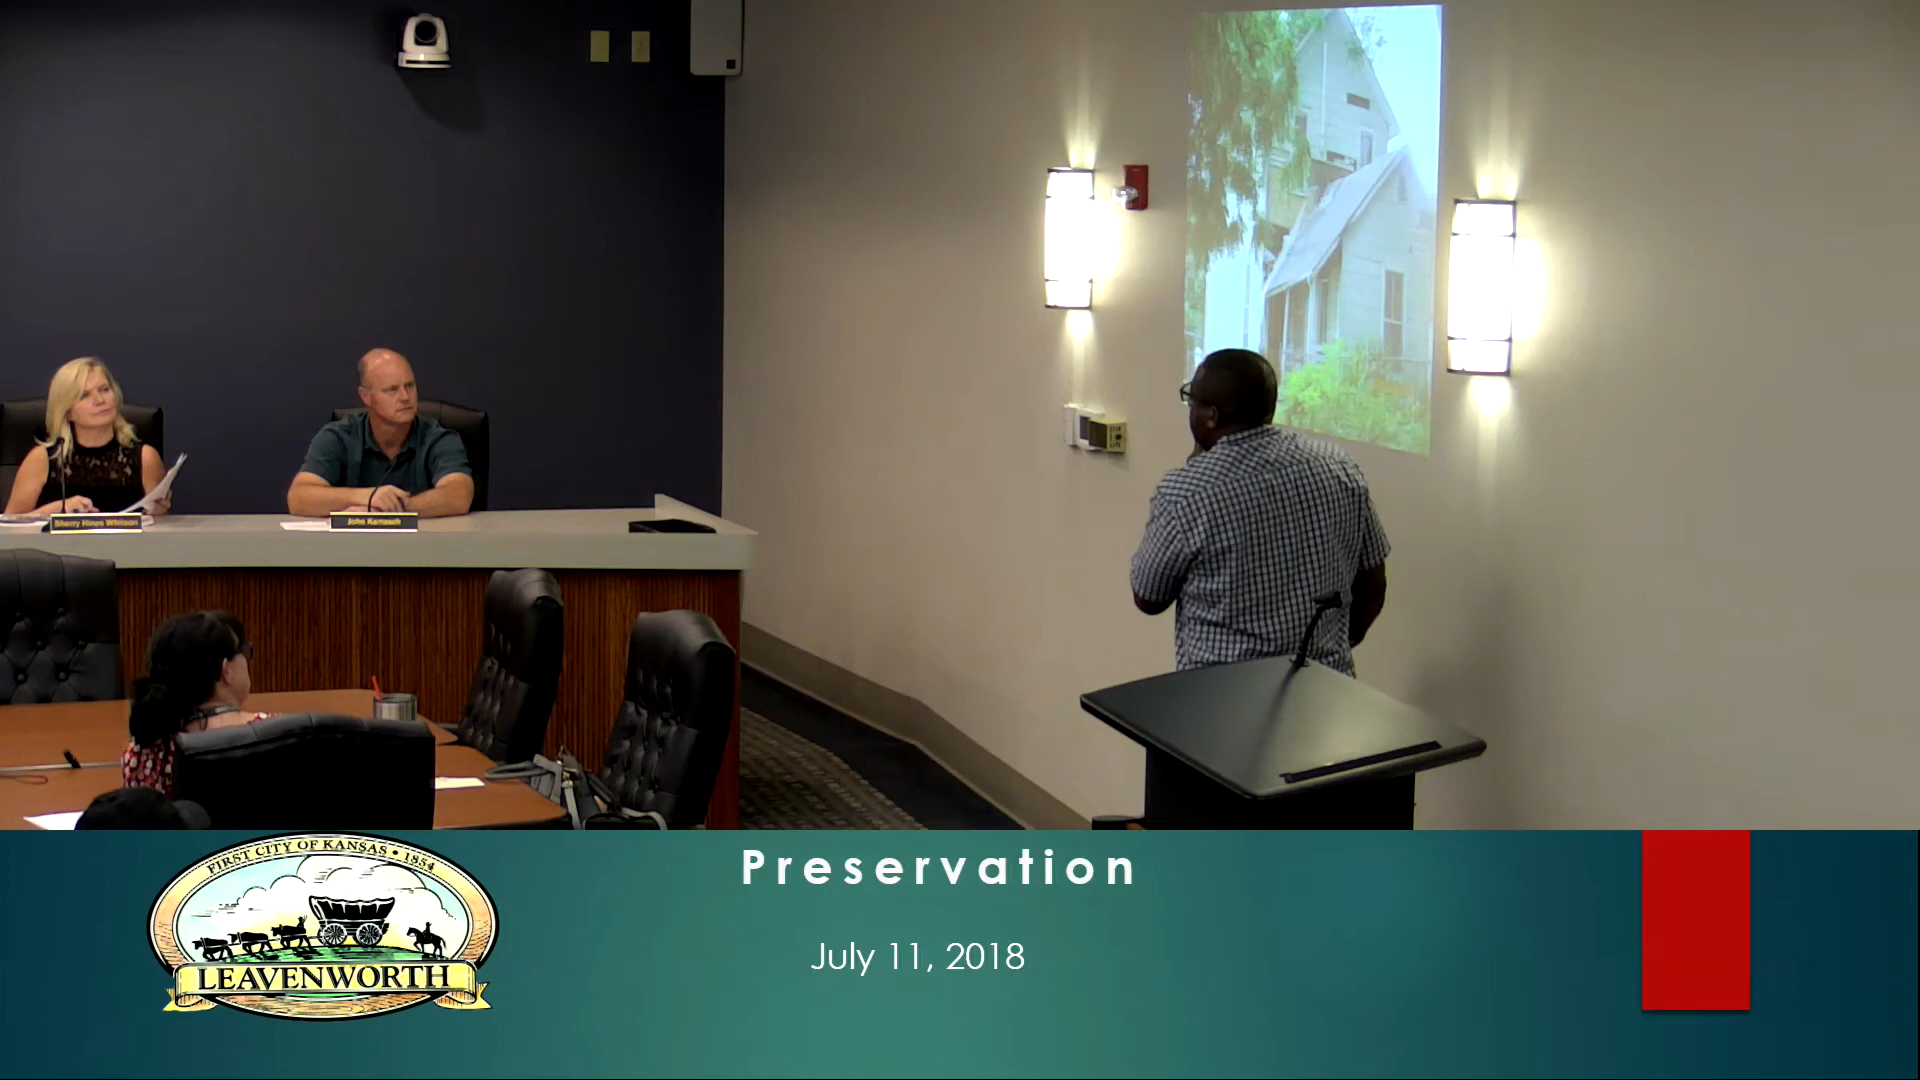 Sherry Hines Whitson
John Karrasch
Preservation
July 11, 2018
FIRST CITY OF KANSAS • 1854
LEAVENWORTH